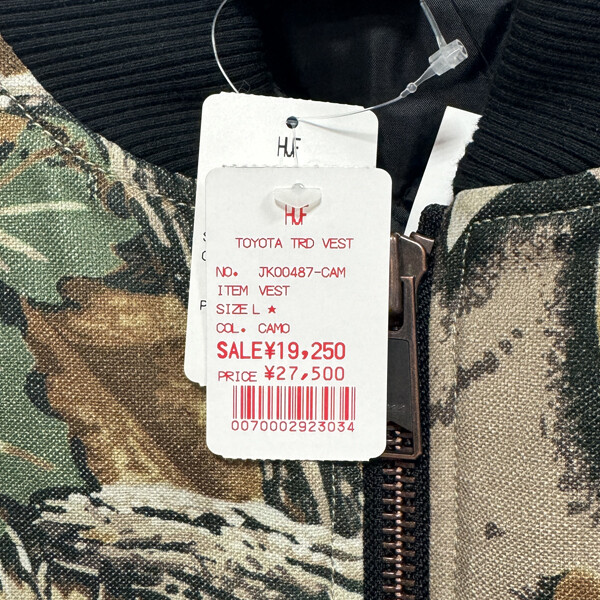 HUF
HUF
TOYOTA TRD VEST
NO. JK00487-CAM
ITEM VEST
SIZE L ★
COL. CAMO
SALE¥19,250
PRICE ¥27,500
0070002923034